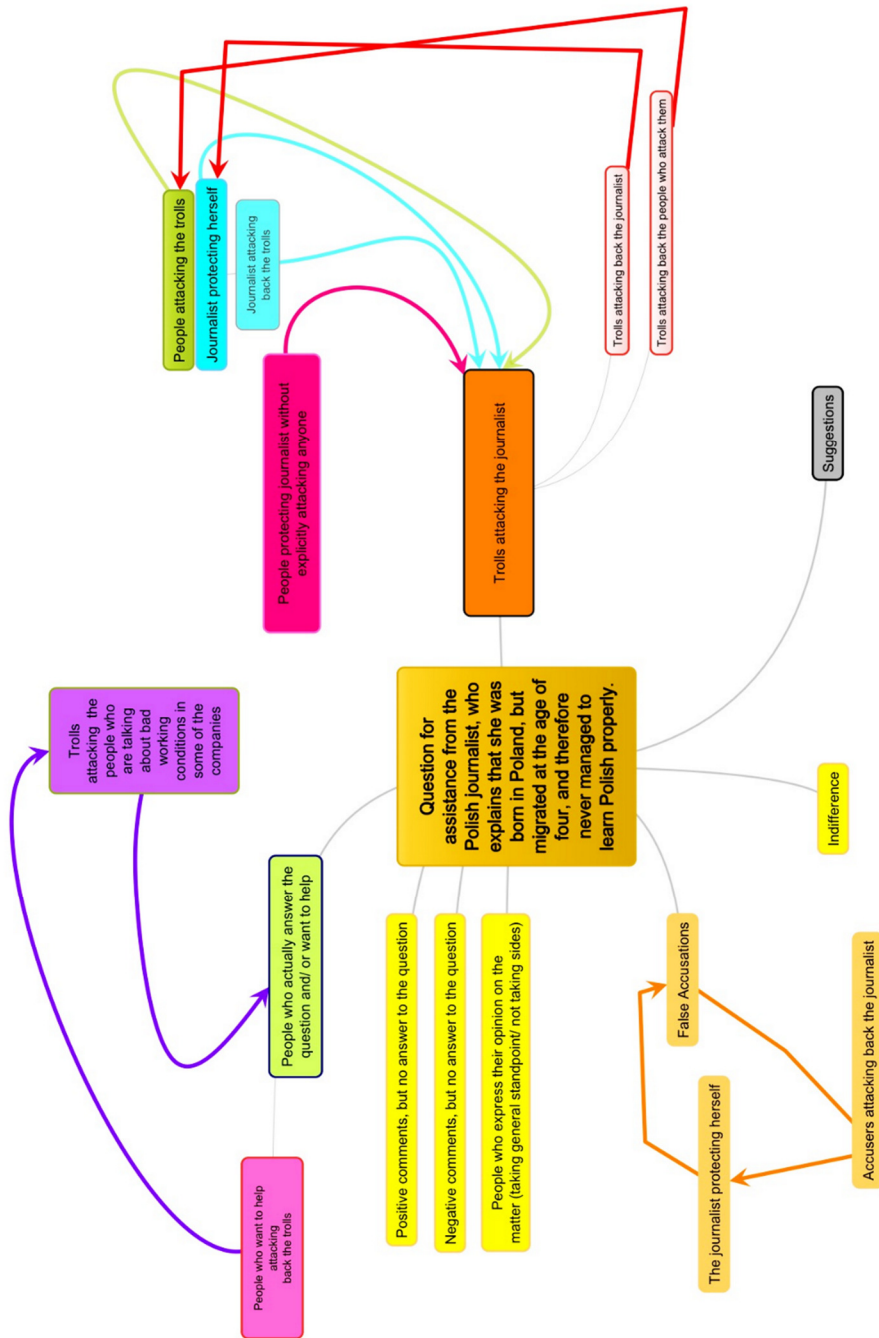 People who want to help
attacking
back the trolls
Trolls
attacking the
people who
are talking
about bad
working
conditions in
some of the
companies
People who actually answer the
question and/ or want to help
People attacking the trolls
Journalist protecting herself
Journalist attacking
back the trolls
People protecting journalist without
explicitly attacking anyone
Positive comments, but no answer to the question
Negative comments, but no answer to the question
People who express their opinion on the
matter (taking general standpoint/ not taking sides)
Question for
assistance from the
Polish journalist, who
explains that she was
born in Poland, but
migrated at the age of
four, and therefore
never managed to
learn Polish properly.
Trolls attacking the journalist
Trolls attacking back the journalist
Trolls attacking back the people who attack them
False Accusations
The journalist protecting herself
Accusers attacking back the journalist
Indifference
Suggestions